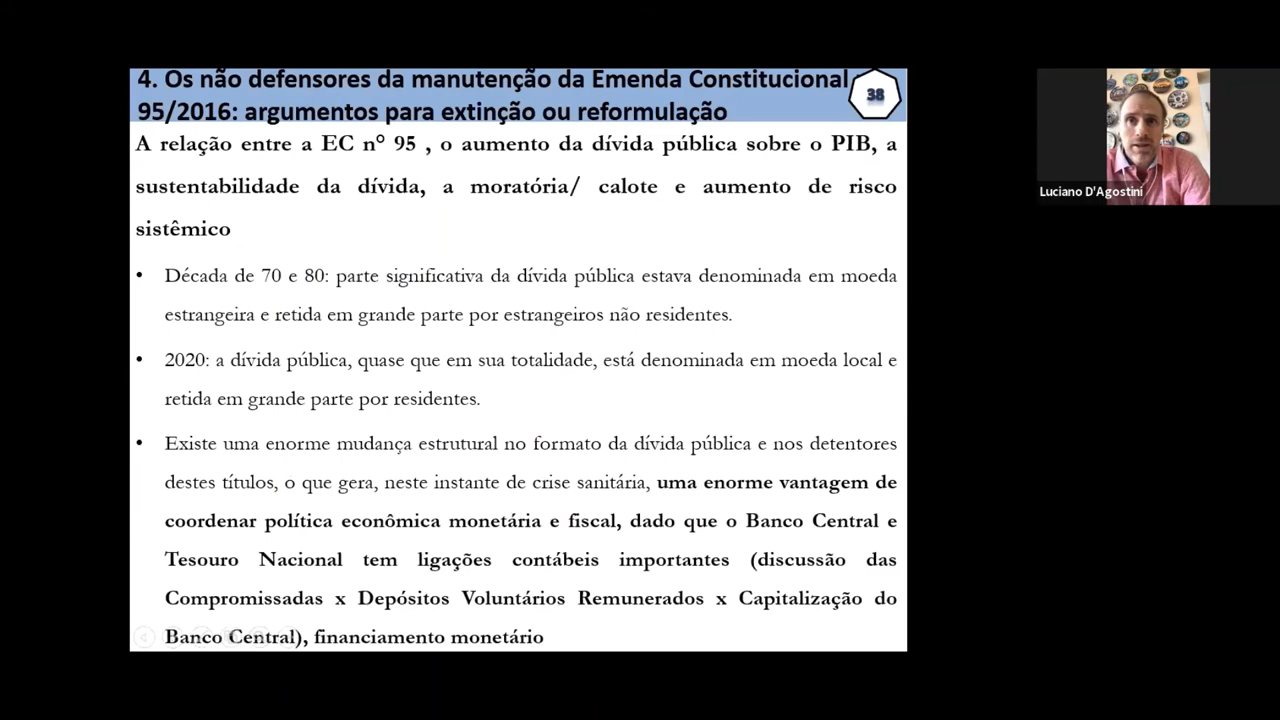 4. Os não defensores da manutenção da Emenda Constitucional
95/2016: argumentos para extinção ou reformulação
38
A relação entre a EC n° 95 , o aumento da dívida pública sobre o PIB, a
sustentabilidade da dívida, a moratória/ calote e aumento de risco
sistêmico
• Década de 70 e 80: parte significativa da dívida pública estava denominada em moeda
estrangeira e retida em grande parte por estrangeiros não residentes.
• 2020: a dívida pública, quase que em sua totalidade, está denominada em moeda local e
retida em grande parte por residentes.
• Existe uma enorme mudança estrutural no formato da dívida pública e nos detentores
destes títulos, o que gera, neste instante de crise sanitária, uma enorme vantagem de
coordenar política econômica monetária e fiscal, dado que o Banco Central e
Tesouro Nacional tem ligações contábeis importantes (discussão das
Compromissadas x Depósitos Voluntários Remunerados x Capitalização do
Banco Central), financiamento monetário
Luciano D'Agostini